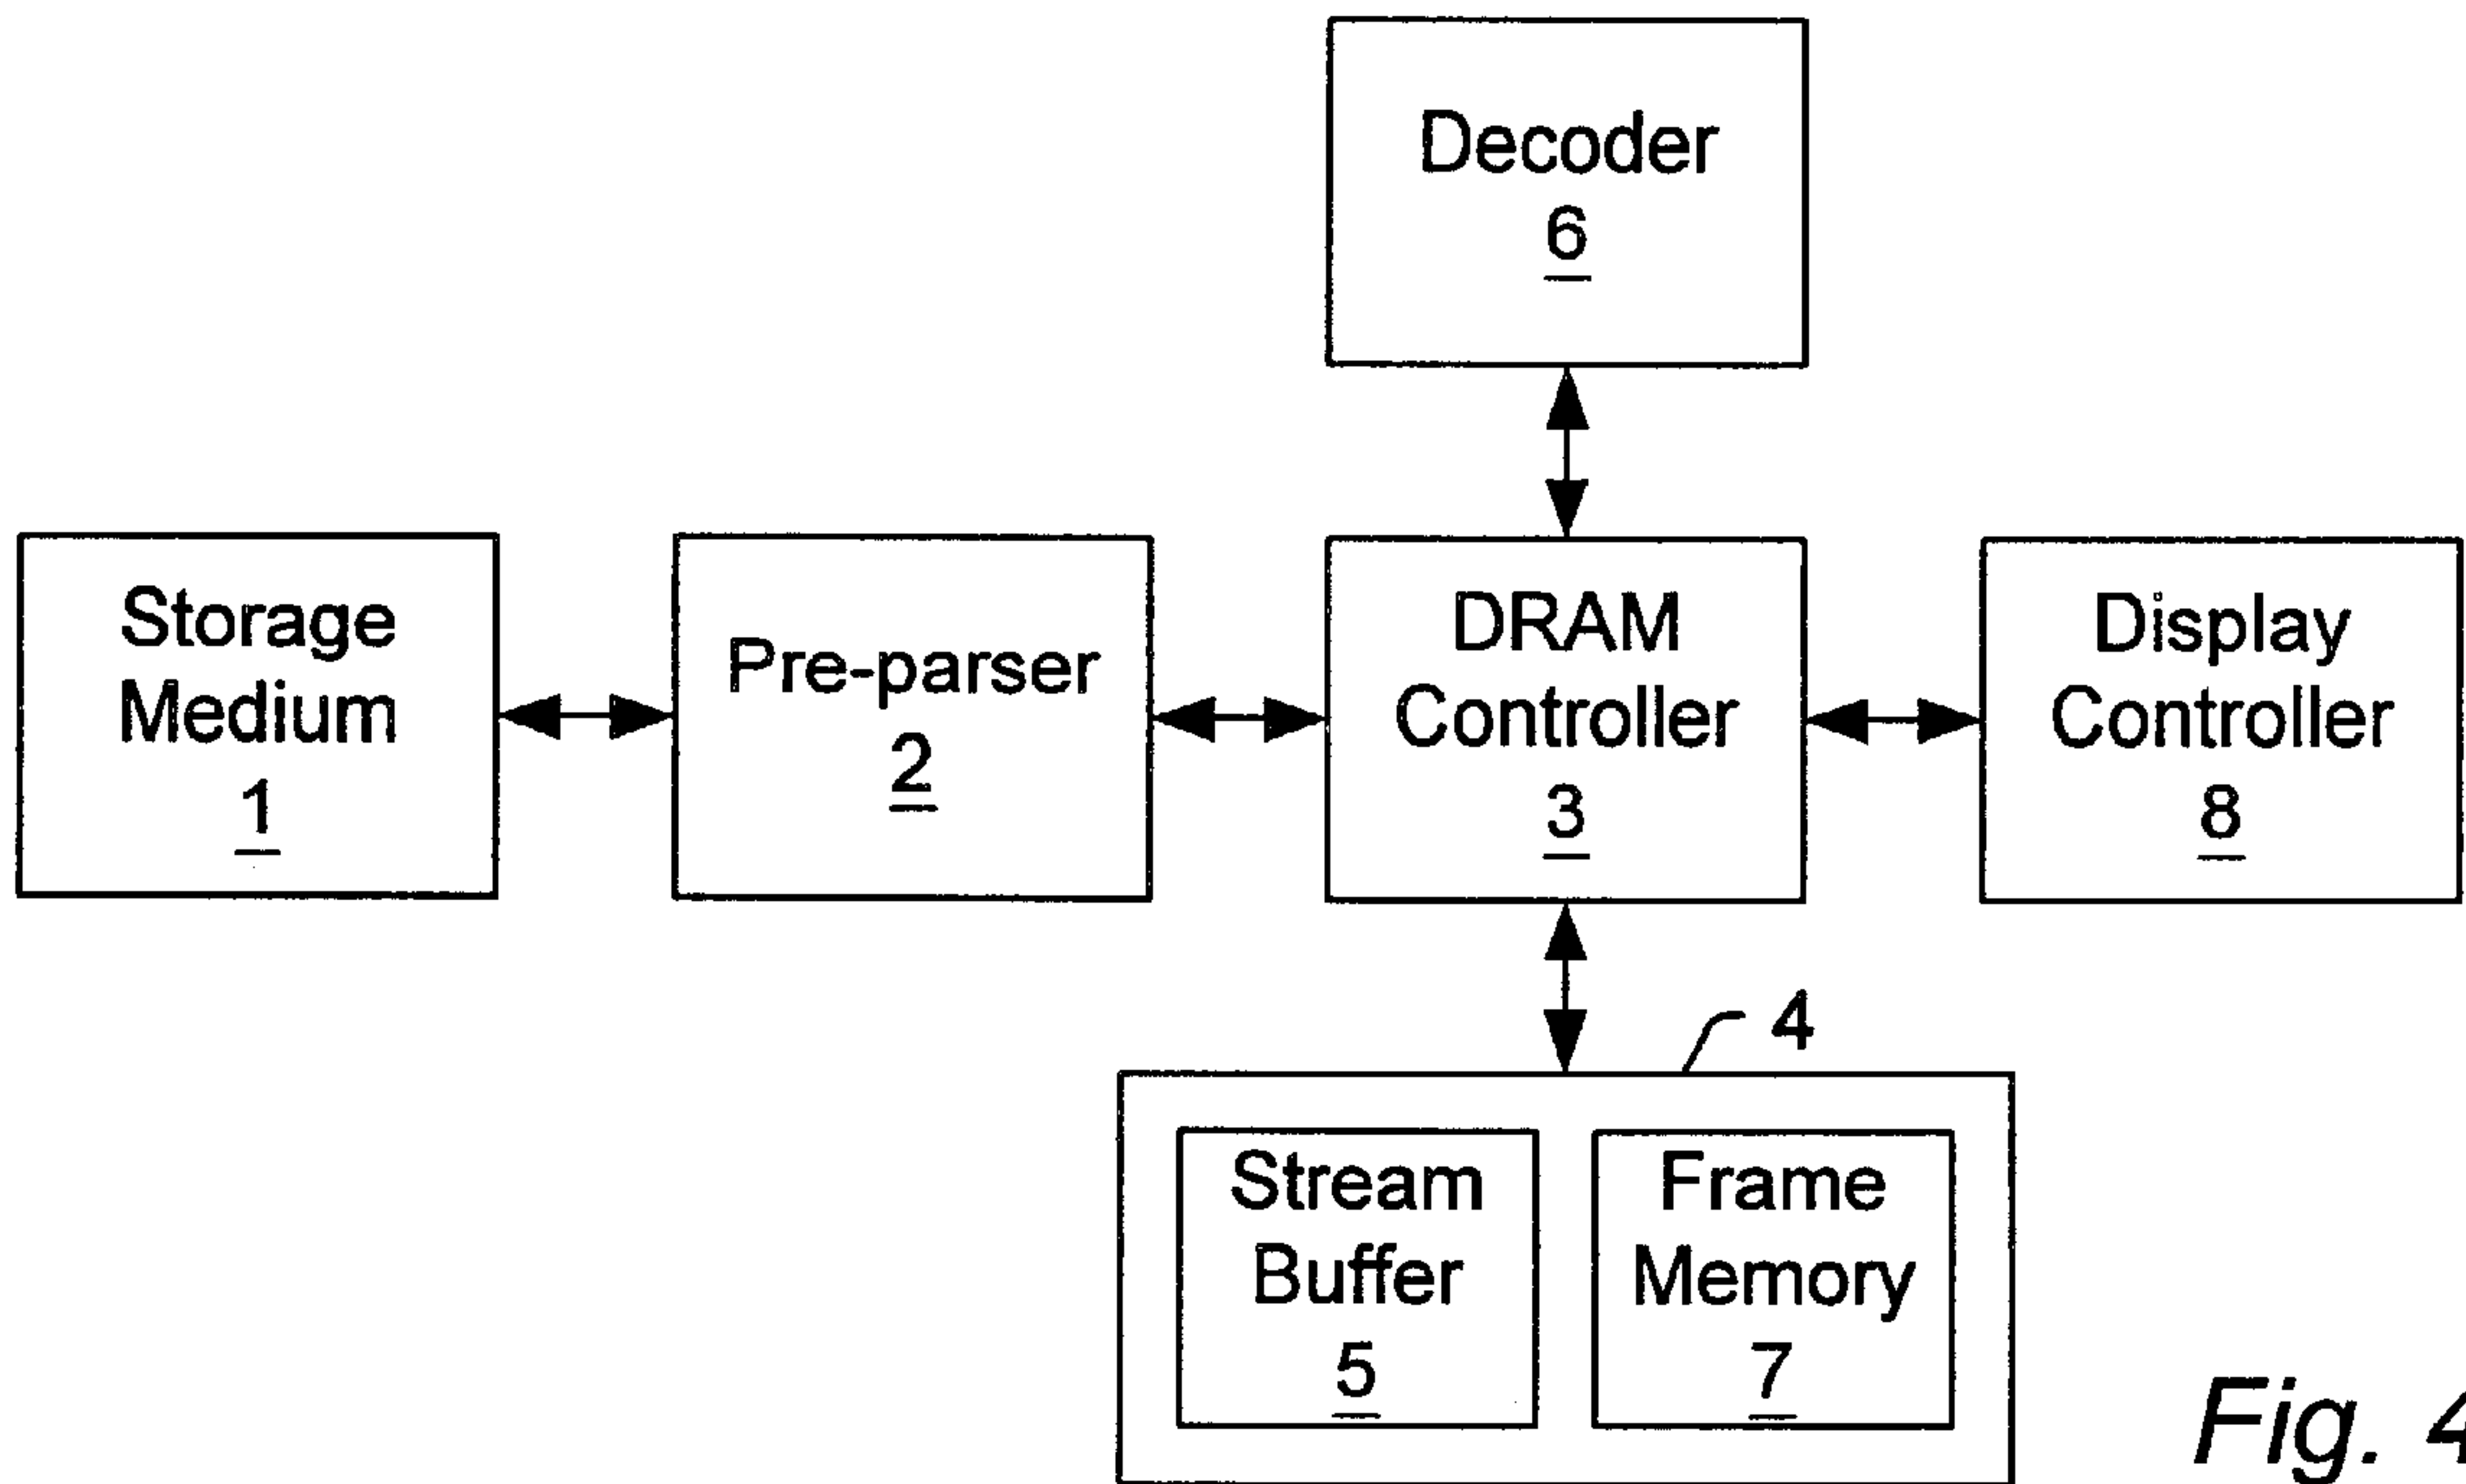 Decoder
6
Storage
Medium
1
Pre-parser
2
DRAM
Controller
3
Display
Controller
8
4
Stream
Buffer
5
Frame
Memory
7
Fig. 4